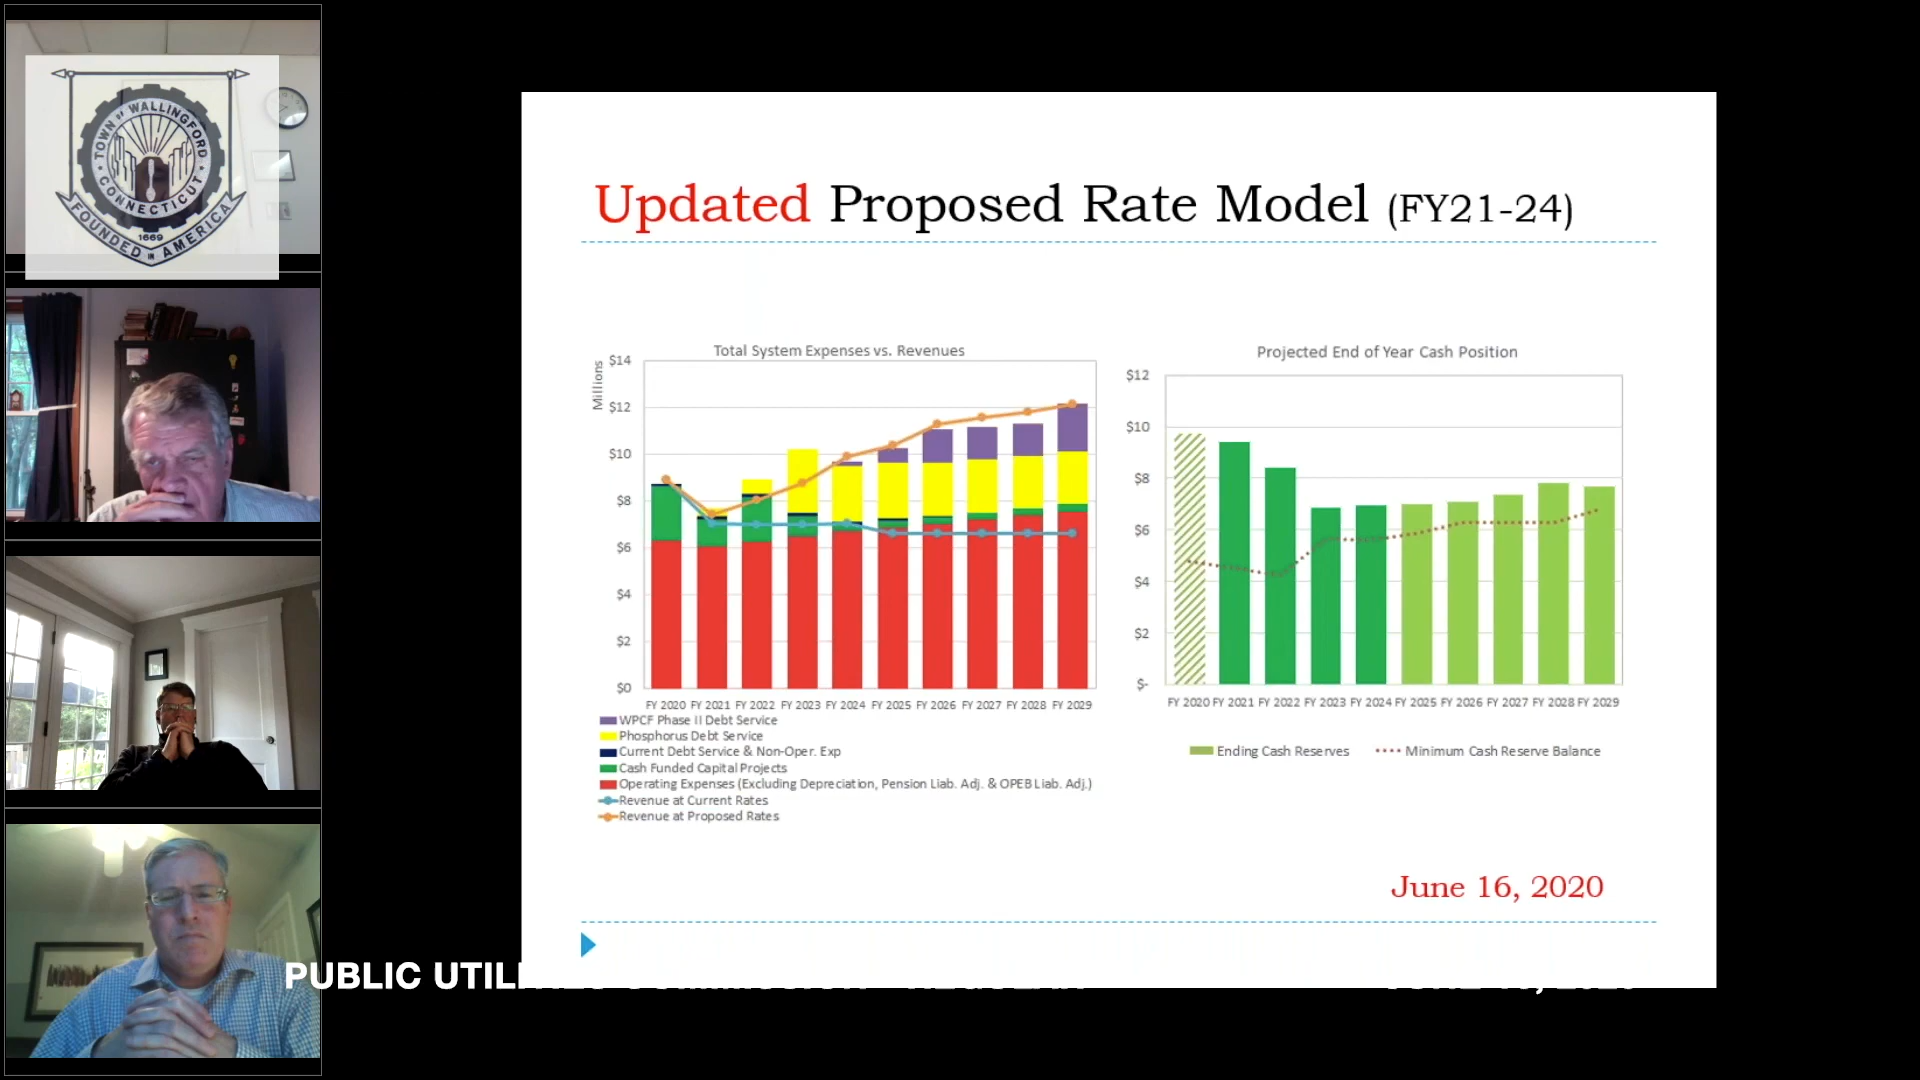 TOWN OF WALLINGFORD
CONNECTICUT
1669
FOUNDED IN AMERICA
Updated Proposed Rate Model (FY21-24)
Total System Expenses vs. Revenues
Millions
$14
$12
$10
$8
$6
$4
$2
$0
FY 2020 FY 2021 FY 2022 FY 2023 FY 2024 FY 2025 FY 2026 FY 2027 FY 2028 FY 2029
WPCF Phase II Debt Service
Phosphorus Debt Service
Current Debt Service & Non-Oper. Exp
Cash Funded Capital Projects
Operating Expenses (Excluding Depreciation, Pension Liab. Adj. & OPEB Liab. Adj.)
Revenue at Current Rates
Revenue at Proposed Rates
Projected End of Year Cash Position
$12
$10
$8
$6
$4
$2
$-
FY 2020 FY 2021 FY 2022 FY 2023 FY 2024 FY 2025 FY 2026 FY 2027 FY 2028 FY 2029
Ending Cash Reserves
Minimum Cash Reserve Balance
June 16, 2020
PUBLIC